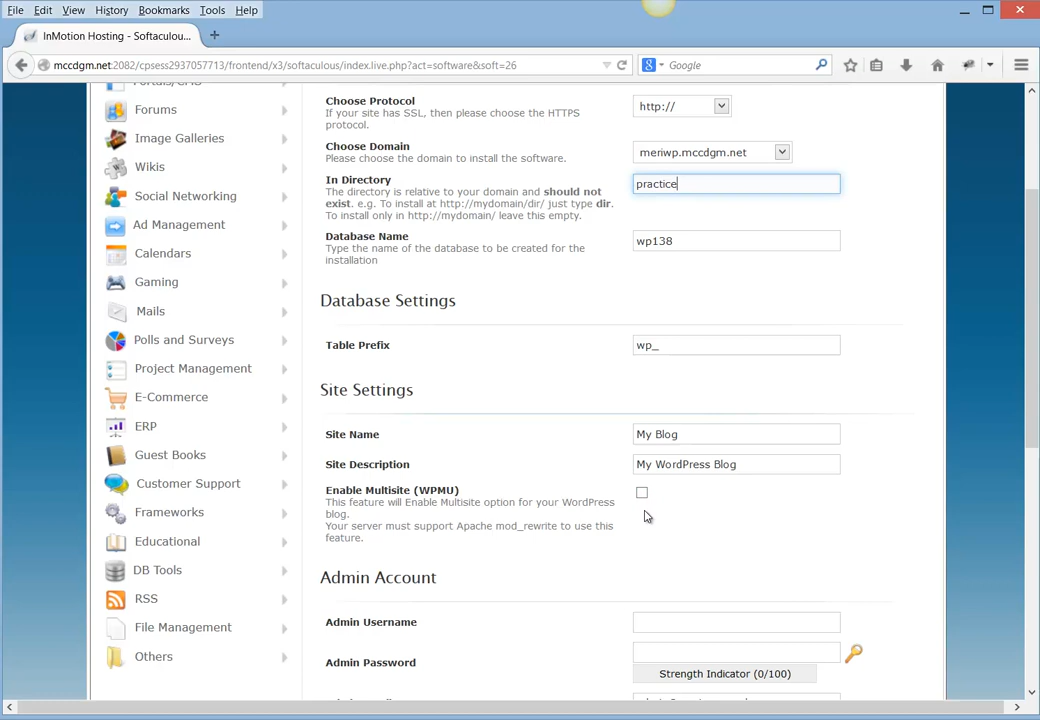 File Edit View History Bookmarks Tools Help
InMotion Hosting - Softaculou...
mccdgm.net:2082/cpsess2937057713/frontend/x3/softaculous/index.live.php?act=software&soft=26
Google
Forums
Image Galleries
Wikis
Social Networking
Ad Management
Calendars
Gaming
Mails
Polls and Surveys
Project Management
E-Commerce
ERP
Guest Books
Customer Support
Frameworks
Educational
DB Tools
RSS
File Management
Others
Choose Protocol
If your site has SSL, then please choose the HTTPS
protocol.
http://
Choose Domain
Please choose the domain to install the software.
meriwp.mccdgm.net
In Directory
The directory is relative to your domain and should not
exist. e.g. To install at http://mydomain/dir/ just type dir.
To install only in http://mydomain/ leave this empty.
practice
Database Name
Type the name of the database to be created for the
installation
wp138
Database Settings
Table Prefix
wp_
Site Settings
Site Name
My Blog
Site Description
My WordPress Blog
Enable Multisite (WPMU)
This feature will Enable Multisite option for your WordPress
blog.
Your server must support Apache mod_rewrite to use this
feature.
Admin Account
Admin Username
Admin Password
Strength Indicator (0/100)